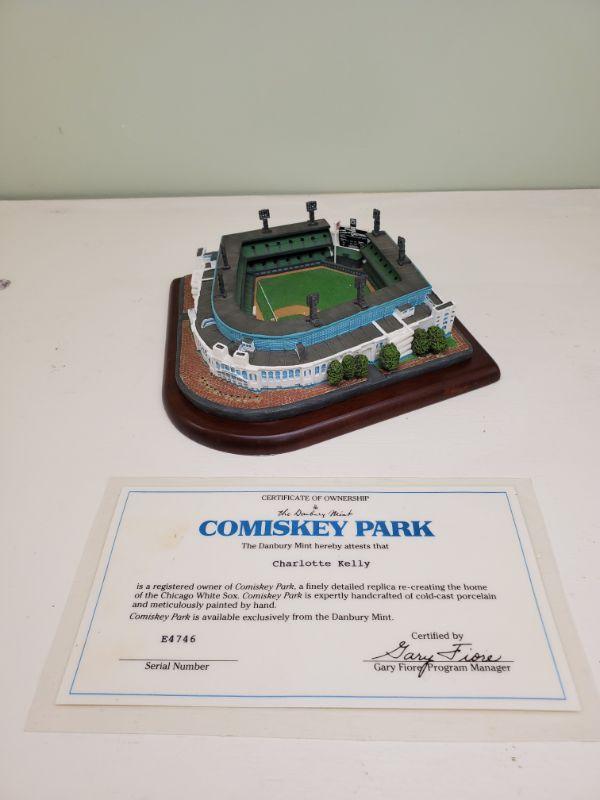 CERTIFICATE OF OWNERSHIP
the Danbury Mint
COMISKEY PARK
The Danbury Mint hereby attests that
Charlotte Kelly
is a registered owner of Comiskey Park, a finely detailed replica re-creating the home
of the Chicago White Sox. Comiskey Park is expertly handcrafted of cold-cast porcelain
and meticulously painted by hand.
Comiskey Park is available exclusively from the Danbury Mint.
E4746
Serial Number
Certified by
Gary Fiore
Gary Fiore, Program Manager